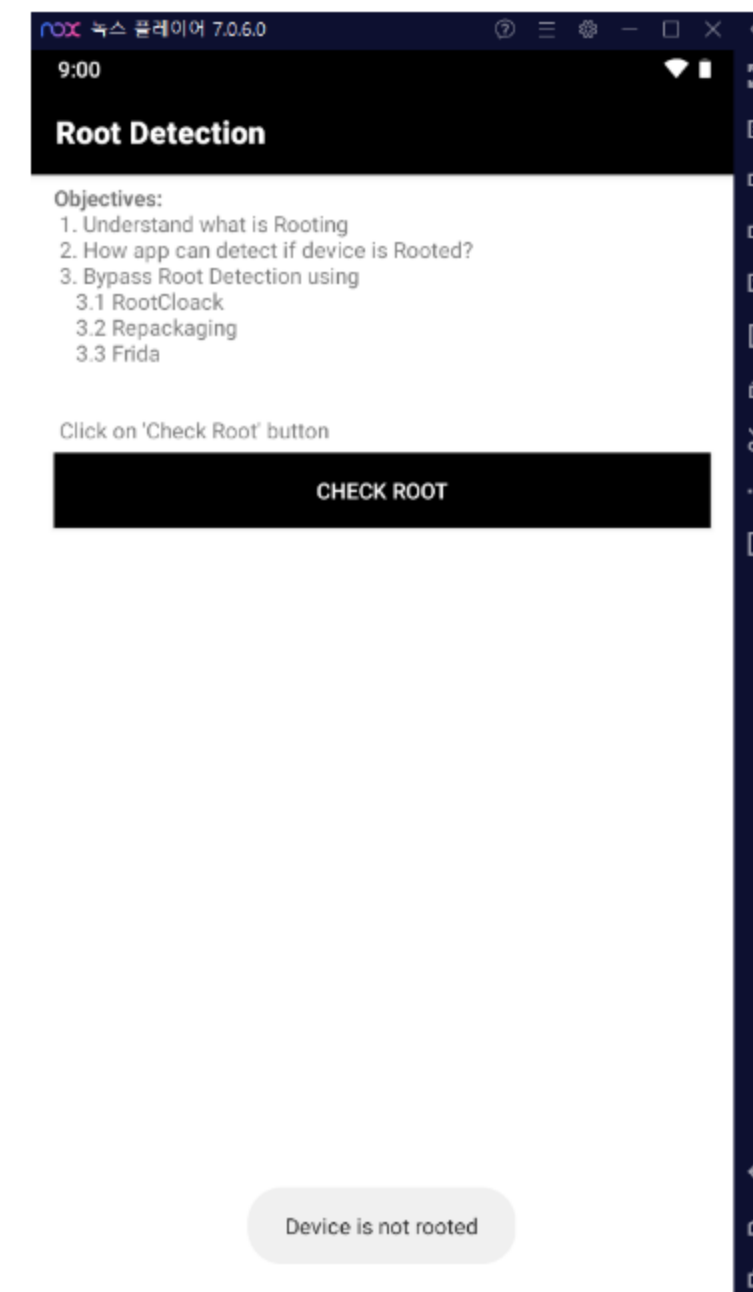 nox 녹스 플레이어 7.0.6.0
9:00
Root Detection
Objectives:
1. Understand what is Rooting
2. How app can detect if device is Rooted?
3. Bypass Root Detection using
3.1 RootCloack
3.2 Repackaging
3.3 Frida
Click on 'Check Root' button
CHECK ROOT
Device is not rooted